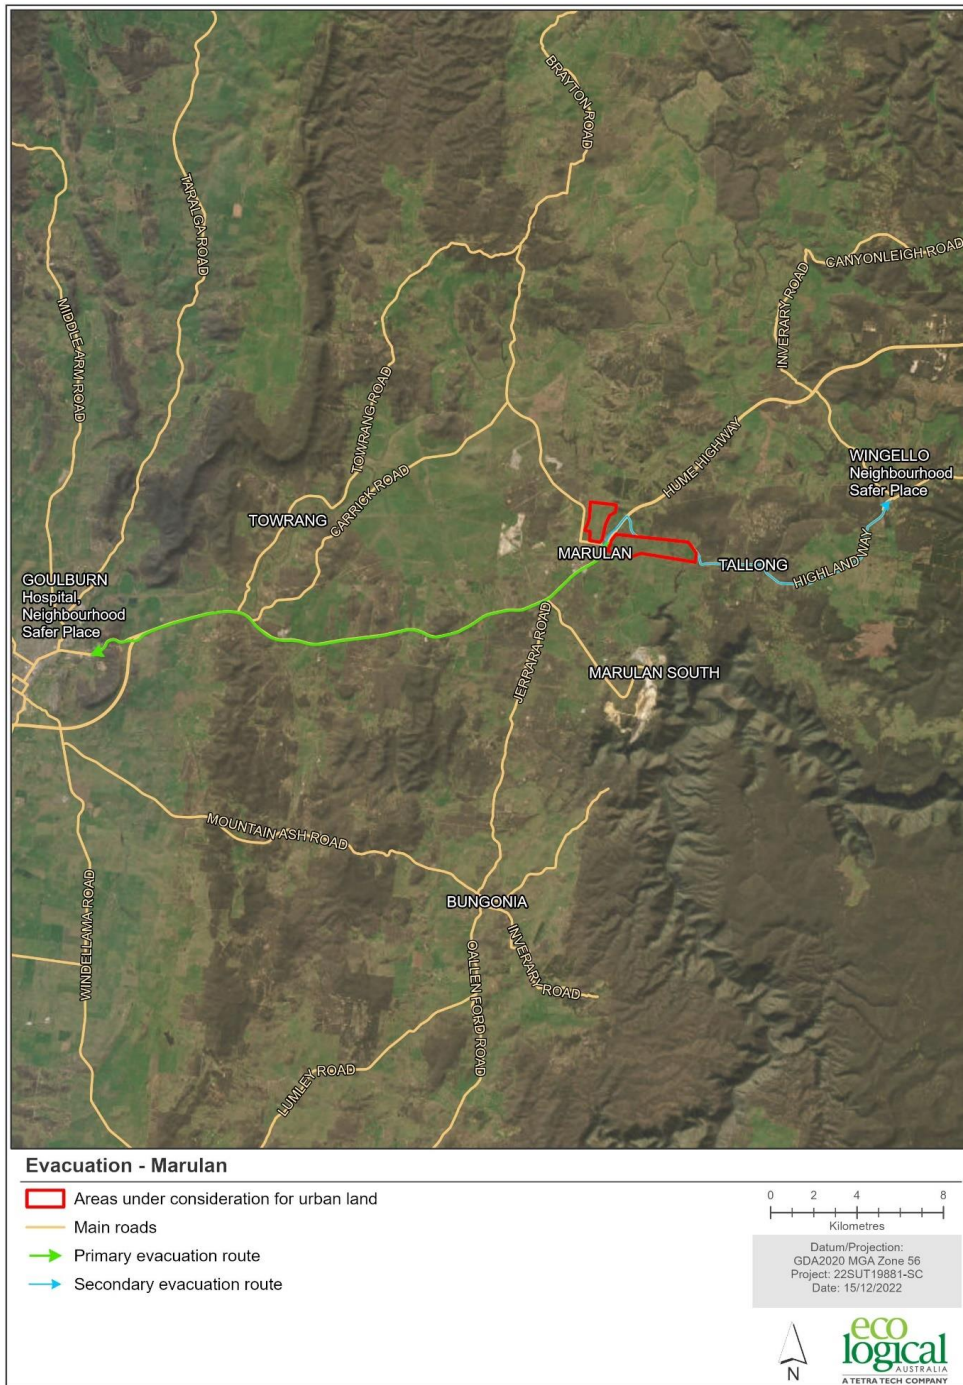 BRAYTON ROAD
TARALGA ROAD
CANYONLEIGH ROAD
INVERARY ROAD
MIDDLE ARM ROAD
TOWRANG ROAD
HUME HIGHWAY
WINGELLO
Neighbourhood
Safer Place
CARRICK ROAD
TOWRANG
MARULAN
TALLONG
HIGHLAND WAY
GOULBURN
Hospital,
Neighbourhood
Safer Place
JERRARA ROAD
MARULAN SOUTH
MOUNTAIN ASH ROAD
BUNGONIA
WINDELLAMA ROAD
INVERARY ROAD
OALLEN FORD ROAD
LUMLEY ROAD
Evacuation - Marulan
Areas under consideration for urban land
Main roads
Primary evacuation route
Secondary evacuation route
0 2 4 8
Kilometres
Datum/Projection:
GDA2020 MGA Zone 56
Project: 22SUT19881-SC
Date: 15/12/2022
N
eco
logical
AUSTRALIA
A TETRA TECH COMPANY